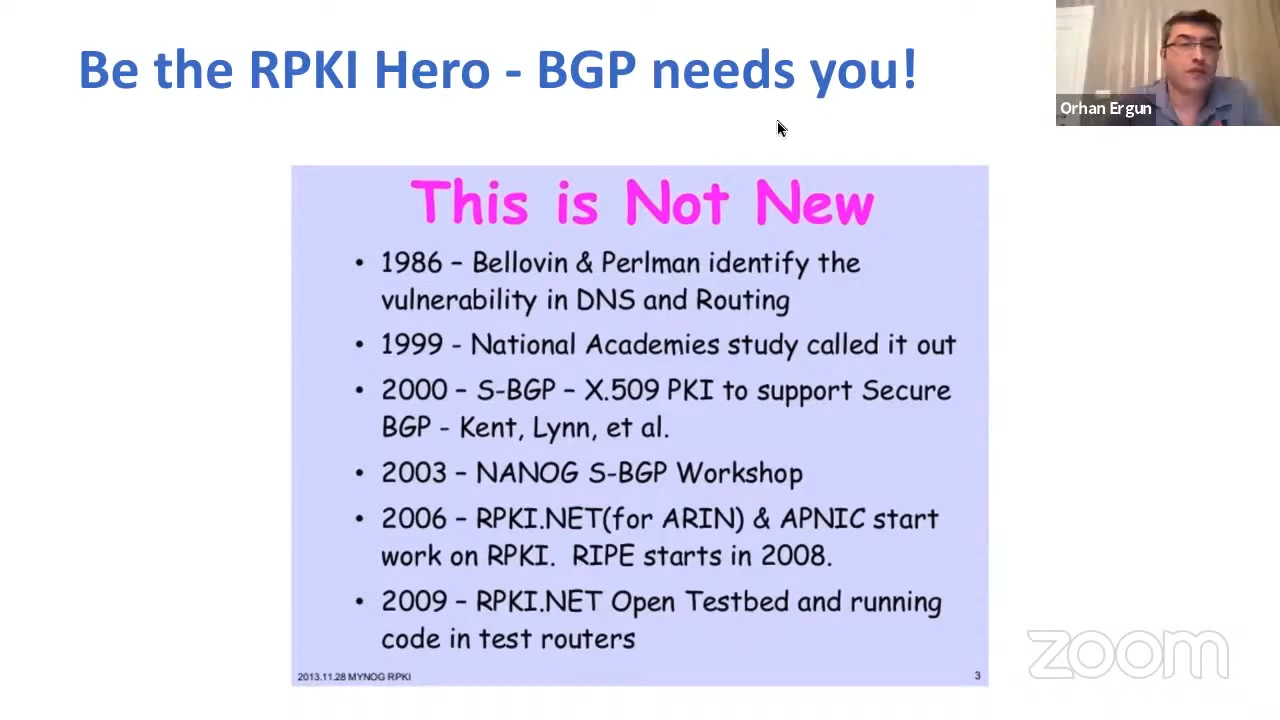 Be the RPKI Hero - BGP needs you!
Orhan Ergun
This is Not New
• 1986 – Bellovin & Perlman identify the
vulnerability in DNS and Routing
• 1999 - National Academies study called it out
• 2000 – S-BGP – X.509 PKI to support Secure
BGP - Kent, Lynn, et al.
• 2003 – NANOG S-BGP Workshop
• 2006 – RPKI.NET(for ARIN) & APNIC start
work on RPKI. RIPE starts in 2008.
• 2009 – RPKI.NET Open Testbed and running
code in test routers
2013.11.28 MYNOG RPKI
3
zoom